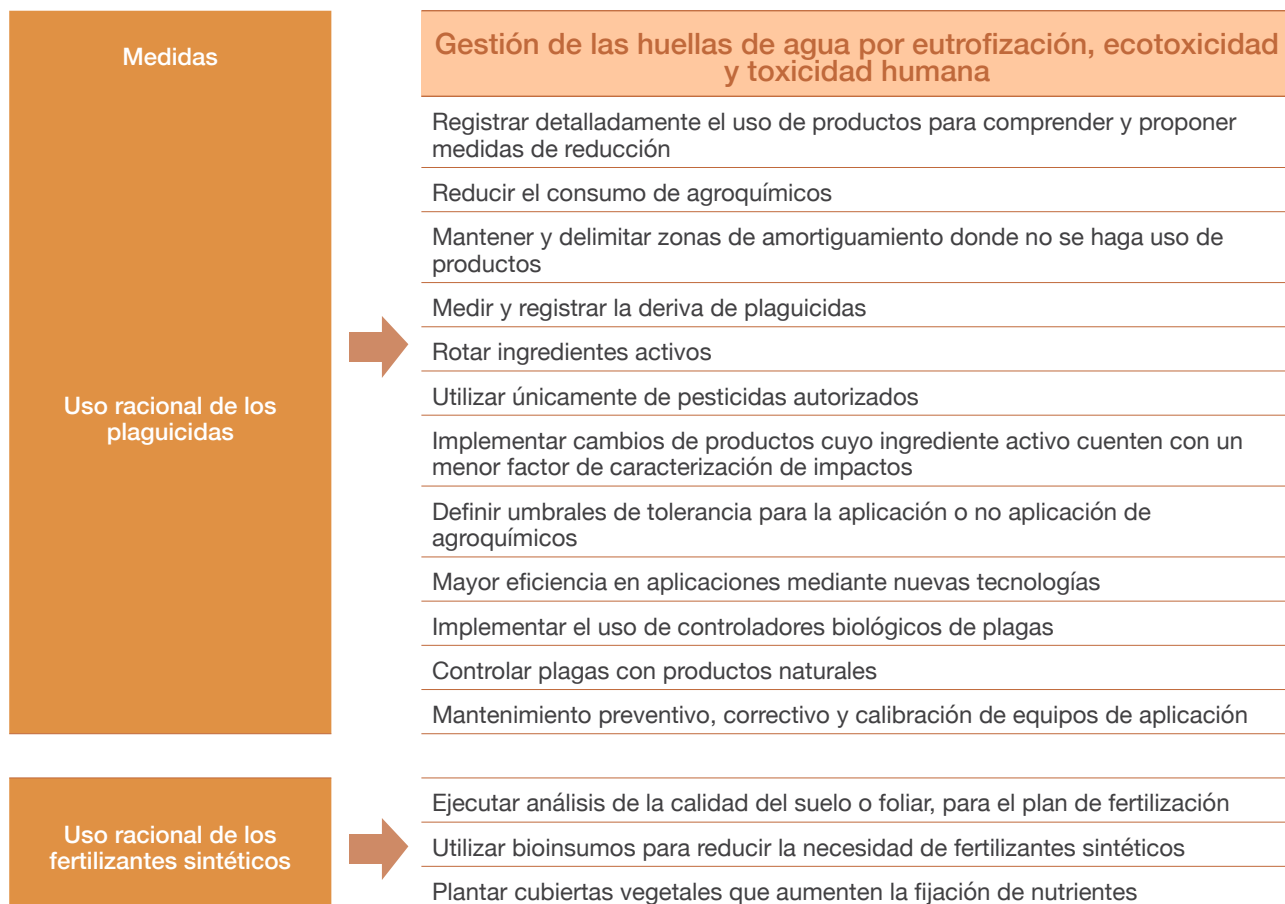 Medidas
Gestión de las huellas de agua por eutrofización, ecotoxicidad
y toxicidad humana
Uso racional de los
plaguicidas
Registrar detalladamente el uso de productos para comprender y proponer
medidas de reducción
Reducir el consumo de agroquímicos
Mantener y delimitar zonas de amortiguamiento donde no se haga uso de
productos
Medir y registrar la deriva de plaguicidas
Rotar ingredientes activos
Utilizar únicamente de pesticidas autorizados
Implementar cambios de productos cuyo ingrediente activo cuenten con un
menor factor de caracterización de impactos
Definir umbrales de tolerancia para la aplicación o no aplicación de
agroquímicos
Mayor eficiencia en aplicaciones mediante nuevas tecnologías
Implementar el uso de controladores biológicos de plagas
Controlar plagas con productos naturales
Mantenimiento preventivo, correctivo y calibración de equipos de aplicación
Uso racional de los
fertilizantes sintéticos
Ejecutar análisis de la calidad del suelo o foliar, para el plan de fertilización
Utilizar bioinsumos para reducir la necesidad de fertilizantes sintéticos
Plantar cubiertas vegetales que aumenten la fijación de nutrientes